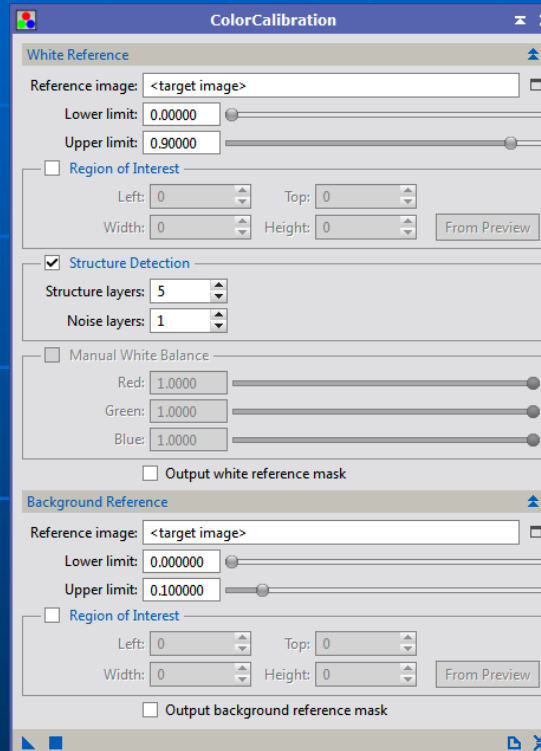 ColorCalibration
White Reference
Reference image: <target image>
Lower limit: 0.00000
Upper limit: 0.90000
Region of Interest
Left: 0 Top: 0
Width: 0 Height: 0 From Preview
Structure Detection
Structure layers: 5
Noise layers: 1
Manual White Balance
Red: 1.0000
Green: 1.0000
Blue: 1.0000
Output white reference mask
Background Reference
Reference image: <target image>
Lower limit: 0.000000
Upper limit: 0.100000
Region of Interest
Left: 0 Top: 0
Width: 0 Height: 0 From Preview
Output background reference mask